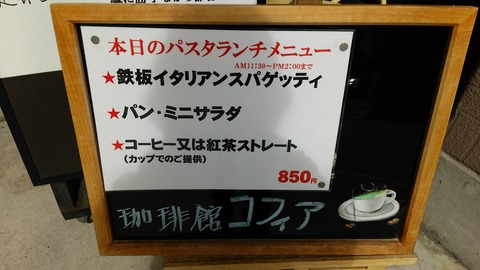 本日のパスタランチメニュー
AM11:30～PM2:00まで
★鉄板イタリアンスパゲッティ
★パン・ミニサラダ
★コーヒー又は紅茶ストレート
(カップでのご提供)
850円
珈琲館コフィア